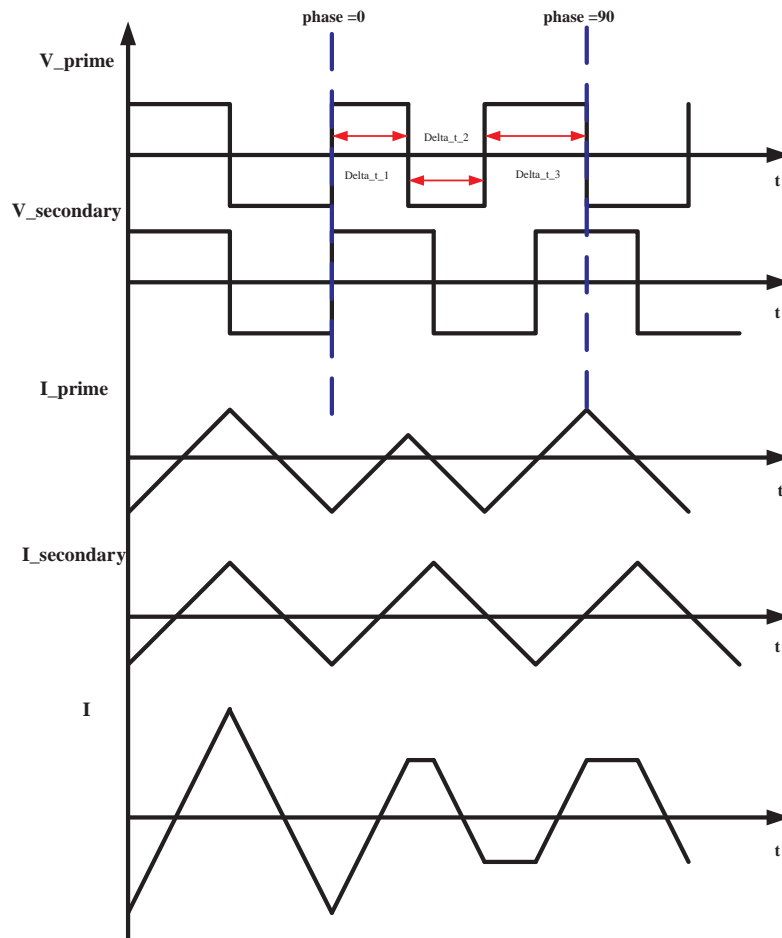 phase =0
phase =90
V_prime
Delta_t_2
Delta_t_1
Delta_t_3
t
V_secondary
t
I_prime
t
I_secondary
t
I
t